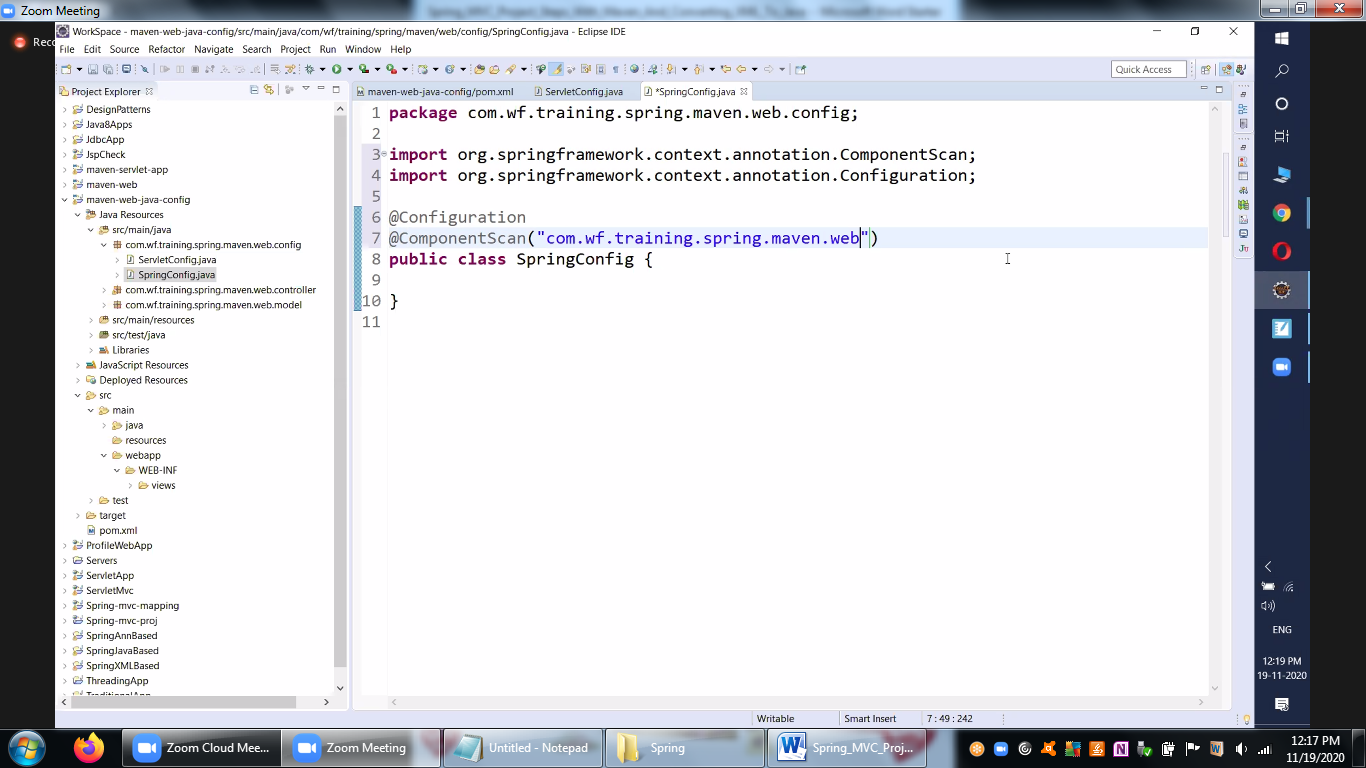 Zoom Meeting
Spring_MVC_Project_Steps_With_Maven_And_Converting_XML_To_Java - Microsoft Word Starter
Reco
WorkSpace - maven-web-java-config/src/main/java/com/wf/training/spring/maven/web/config/SpringConfig.java - Eclipse IDE
File Edit Source Refactor Navigate Search Project Run Window Help
Quick Access
Project Explorer
maven-web-java-config/pom.xml
ServletConfig.java
*SpringConfig.java
DesignPatterns
Java8Apps
JdbcApp
JspCheck
maven-servlet-app
maven-web
maven-web-java-config
Java Resources
src/main/java
com.wf.training.spring.maven.web.config
ServletConfig.java
SpringConfig.java
com.wf.training.spring.maven.web.controller
com.wf.training.spring.maven.web.model
src/main/resources
src/test/java
Libraries
JavaScript Resources
Deployed Resources
src
main
java
resources
webapp
WEB-INF
views
test
target
pom.xml
ProfileWebApp
Servers
ServletApp
ServletMvc
Spring-mvc-mapping
Spring-mvc-proj
SpringAnnBased
SpringJavaBased
SpringXMLBased
ThreadingApp
TraditionalApp
1 package com.wf.training.spring.maven.web.config;
2
3 import org.springframework.context.annotation.ComponentScan;
4 import org.springframework.context.annotation.Configuration;
5
6 @Configuration
7 @ComponentScan("com.wf.training.spring.maven.web")
8 public class SpringConfig {
9
10 }
11
Writable
Smart Insert
7 : 49 : 242
ENG
12:19 PM
19-11-2020
Zoom Cloud Mee...
Zoom Meeting
Untitled - Notepad
Spring
Spring_MVC_Proj...
12:17 PM
11/19/2020